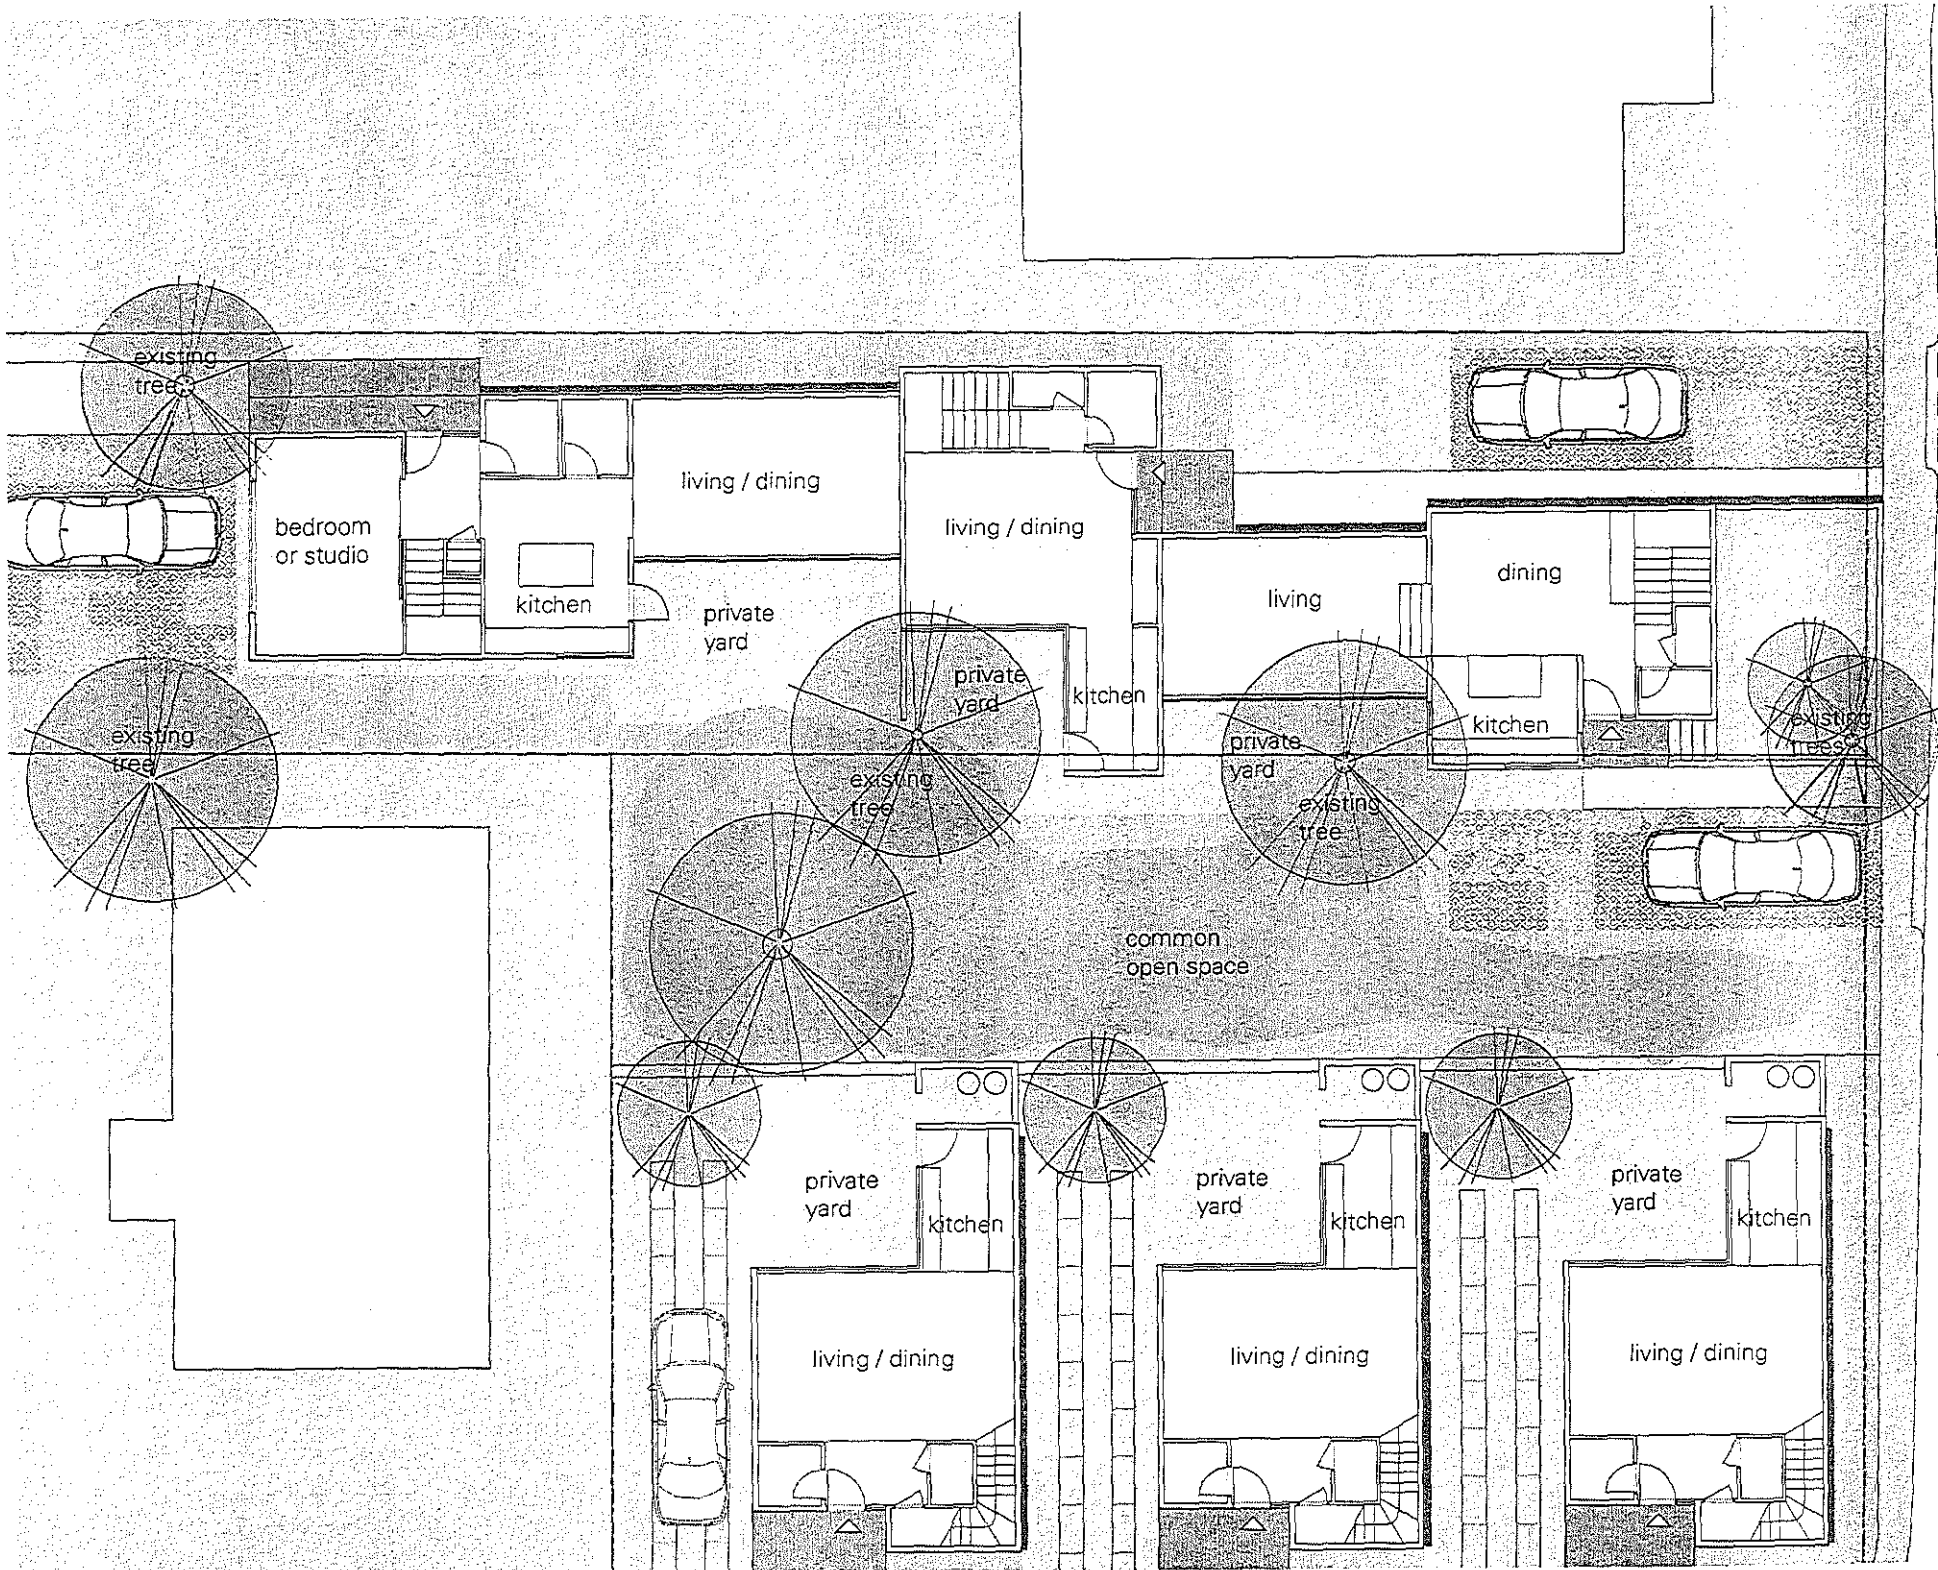 existing
tree
living / dining
bedroom
or studio
living / dining
kitchen
private
yard
living
dining
private
yard
kitchen
kitchen
existing
tree
private
yard
existing
trees
existing
tree
existing
tree
common
open space
private
yard
kitchen
private
yard
kitchen
private
yard
kitchen
living / dining
living / dining
living / dining